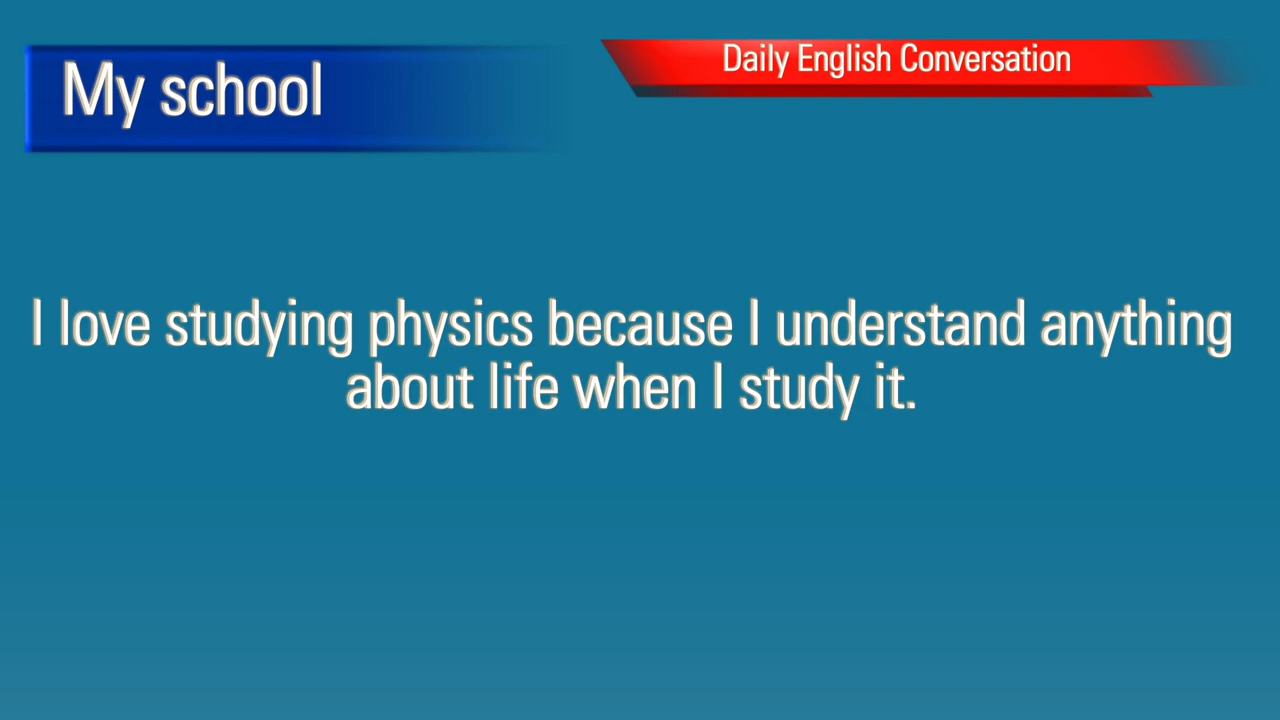 My school
Daily English Conversation
I love studying physics because I understand anything
about life when I study it.